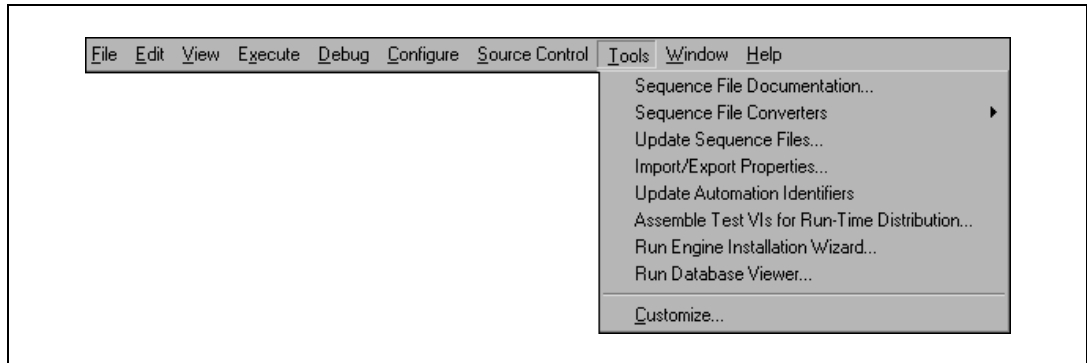 File Edit View Execute Debug Configure Source Control Tools Window Help
Sequence File Documentation...
Sequence File Converters
Update Sequence Files...
Import/Export Properties...
Update Automation Identifiers
Assemble Test VIs for Run-Time Distribution...
Run Engine Installation Wizard...
Run Database Viewer...
Customize...